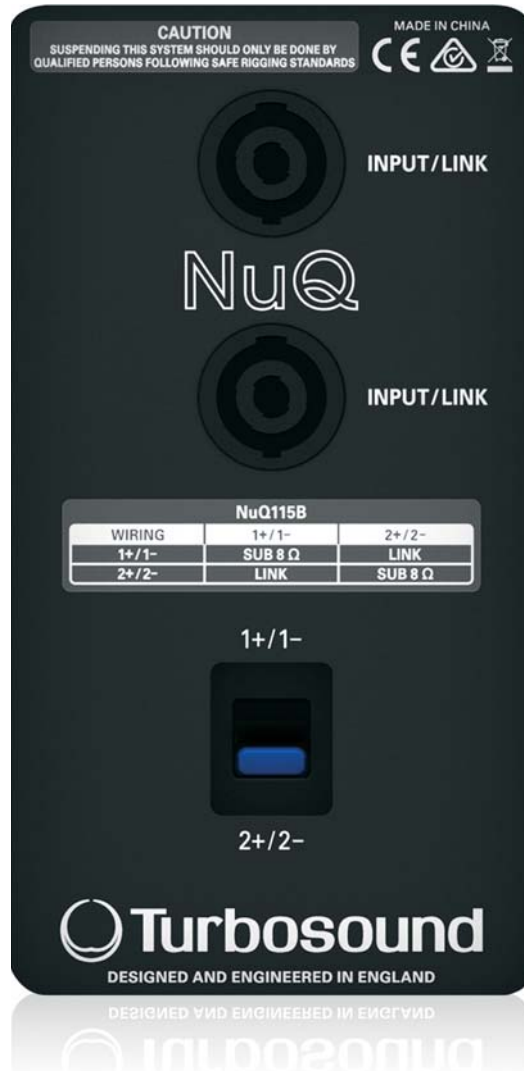 CAUTION
SUSPENDING THIS SYSTEM SHOULD ONLY BE DONE BY
QUALIFIED PERSONS FOLLOWING SAFE RIGGING STANDARDS
MADE IN CHINA
CE
INPUT/LINK
NuQ
INPUT/LINK
NuQ115B
WIRING 1+/1- 2+/2-
1+/1- SUB 8 Ω LINK
2+/2- LINK SUB 8 Ω
1+/1-
2+/2-
Turbosound
DESIGNED AND ENGINEERED IN ENGLAND